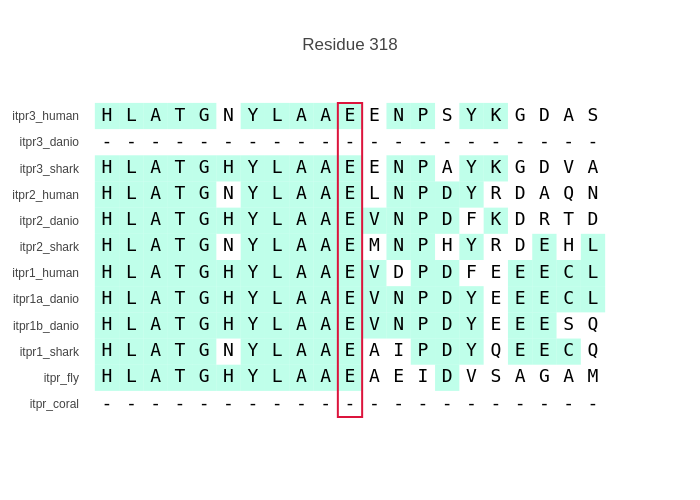 Residue 318
itpr3_human H L A T G N Y L A A E E N P S Y K G D A S
itpr3_danio - - - - - - - - - - - - - - - - - - - - -
itpr3_shark H L A T G H Y L A A E E N P A Y K G D V A
itpr2_human H L A T G N Y L A A E L N P D Y R D A Q N
itpr2_danio H L A T G H Y L A A E V N P D F K D R T D
itpr2_shark H L A T G N Y L A A E M N P H Y R D E H L
itpr1_human H L A T G H Y L A A E V D P D F E E E C L
itpr1a_danio H L A T G H Y L A A E V N P D Y E E E C L
itpr1b_danio H L A T G H Y L A A E V N P D Y E E E S Q
itpr1_shark H L A T G N Y L A A E A I P D Y Q E E C Q
itpr_fly H L A T G H Y L A A E A E I D V S A G A M
itpr_coral - - - - - - - - - - - - - - - - - - - - -